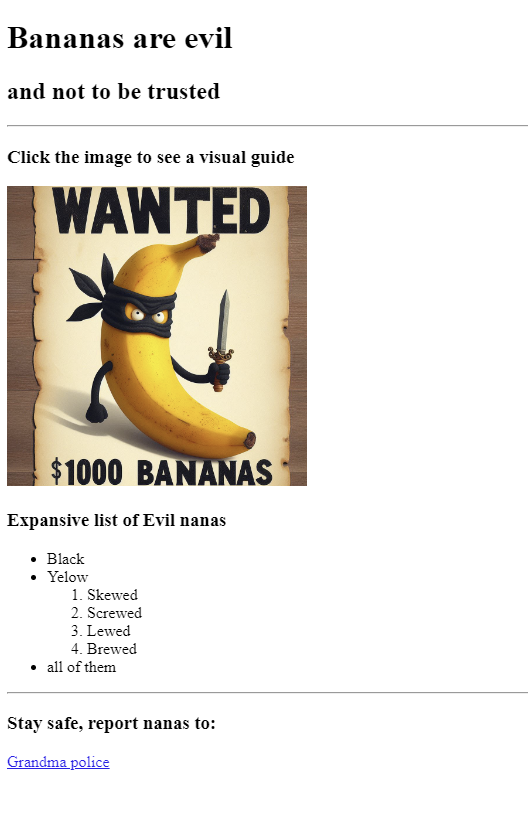 Bananas are evil
and not to be trusted
Click the image to see a visual guide
WANTED
$1000 BANANAS
Expansive list of Evil nanas
Black
Yelow
1. Skewed
2. Screwed
3. Lewed
4. Brewed
all of them
Stay safe, report nanas to:
Grandma police